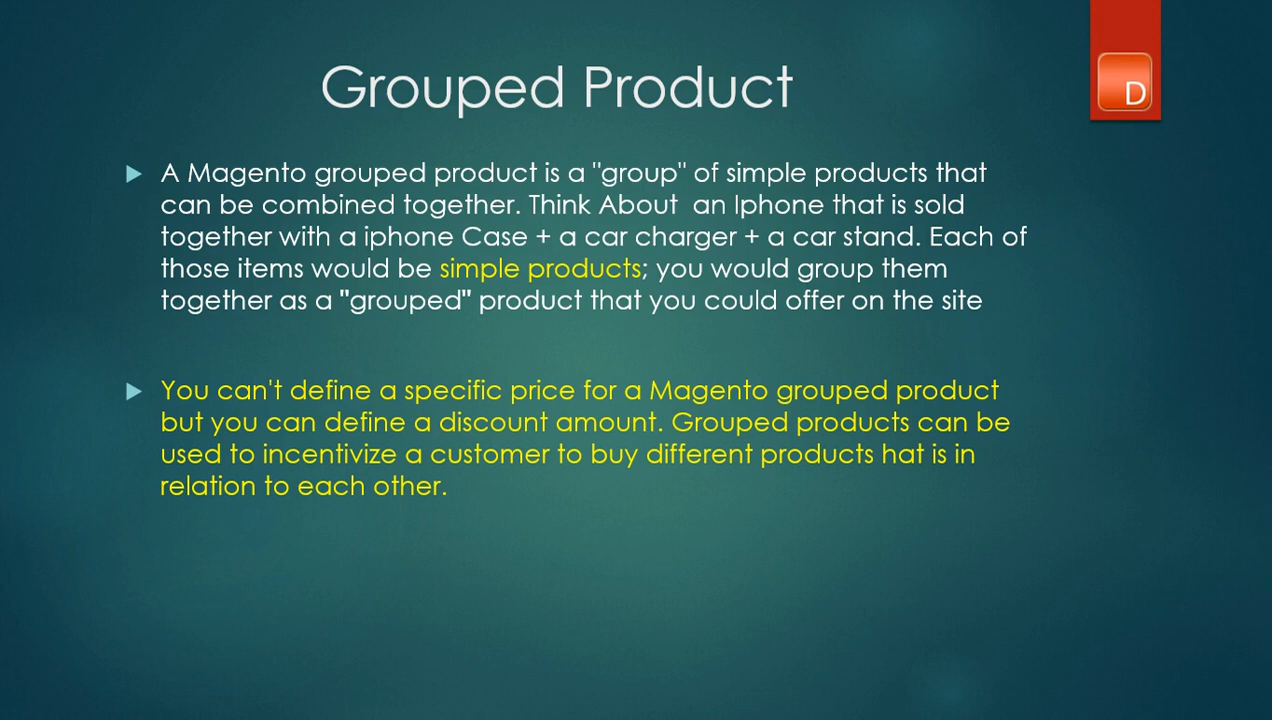 Grouped Product
D
A Magento grouped product is a "group" of simple products that
can be combined together. Think About  an Iphone that is sold
together with a iphone Case + a car charger + a car stand. Each of
those items would be simple products; you would group them
together as a "grouped" product that you could offer on the site
You can't define a specific price for a Magento grouped product
but you can define a discount amount. Grouped products can be
used to incentivize a customer to buy different products hat is in
relation to each other.